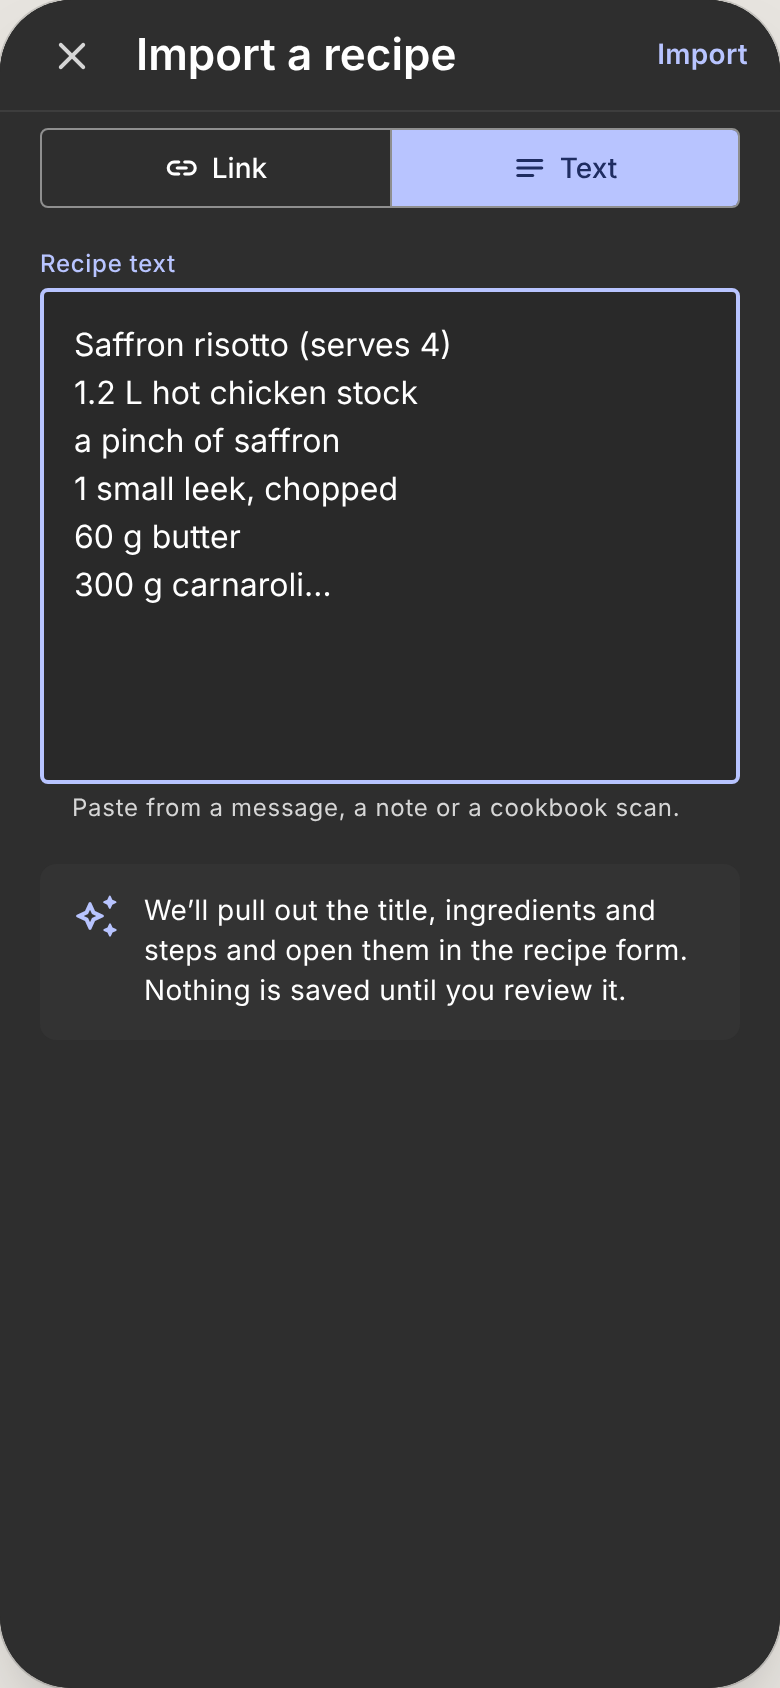 Import a recipe
Import
Link
Text
Recipe text
Saffron risotto (serves 4)
1.2 L hot chicken stock
a pinch of saffron
1 small leek, chopped
60 g butter
300 g carnaroli...
Paste from a message, a note or a cookbook scan.
We’ll pull out the title, ingredients and
steps and open them in the recipe form.
Nothing is saved until you review it.